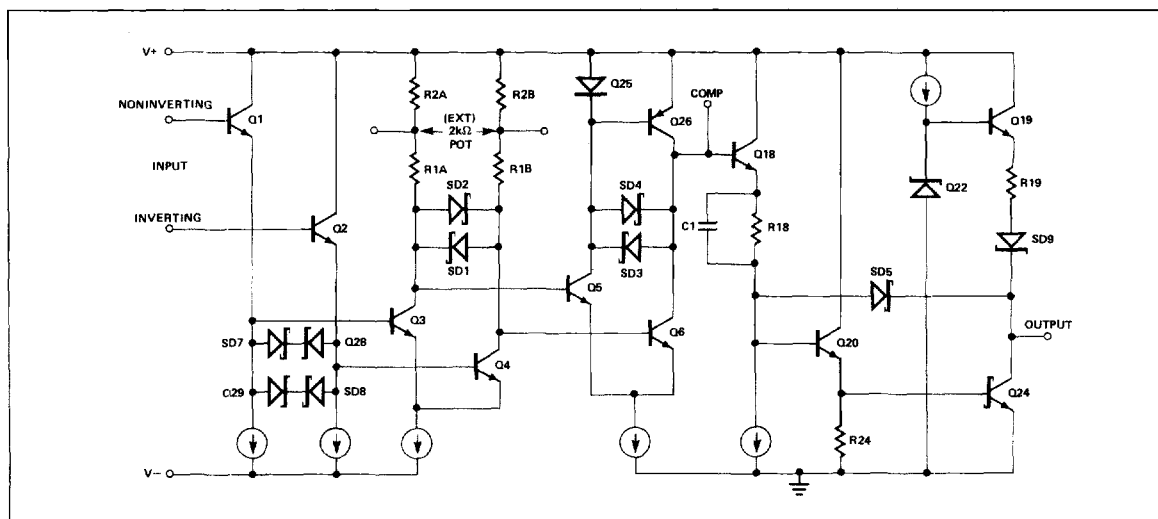 V+
NONINVERTING
INPUT
INVERTING
V−
Q1
Q2
R2A
R2B
(EXT)
2kΩ
POT
R1A
R1B
SD2
SD1
Q3
Q4
SD7
Q28
Q29
SD8
Q25
Q26
SD4
SD3
Q5
Q6
COMP
Q18
C1
R18
SD5
Q20
R24
Q22
Q19
R19
SD9
OUTPUT
Q24